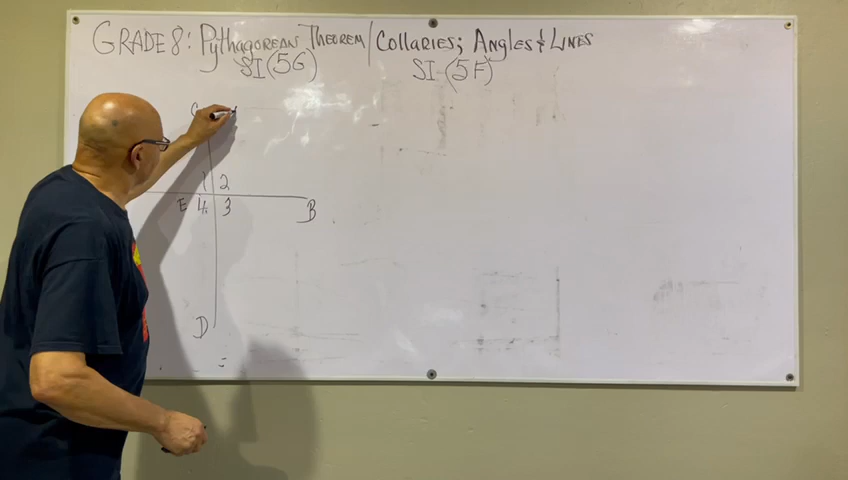 GRADE 8: Pythagorean Theorem/Collaries; Angles & Lines
SI(5G) SI(5F)
C
1 2
E 4 3 B
D